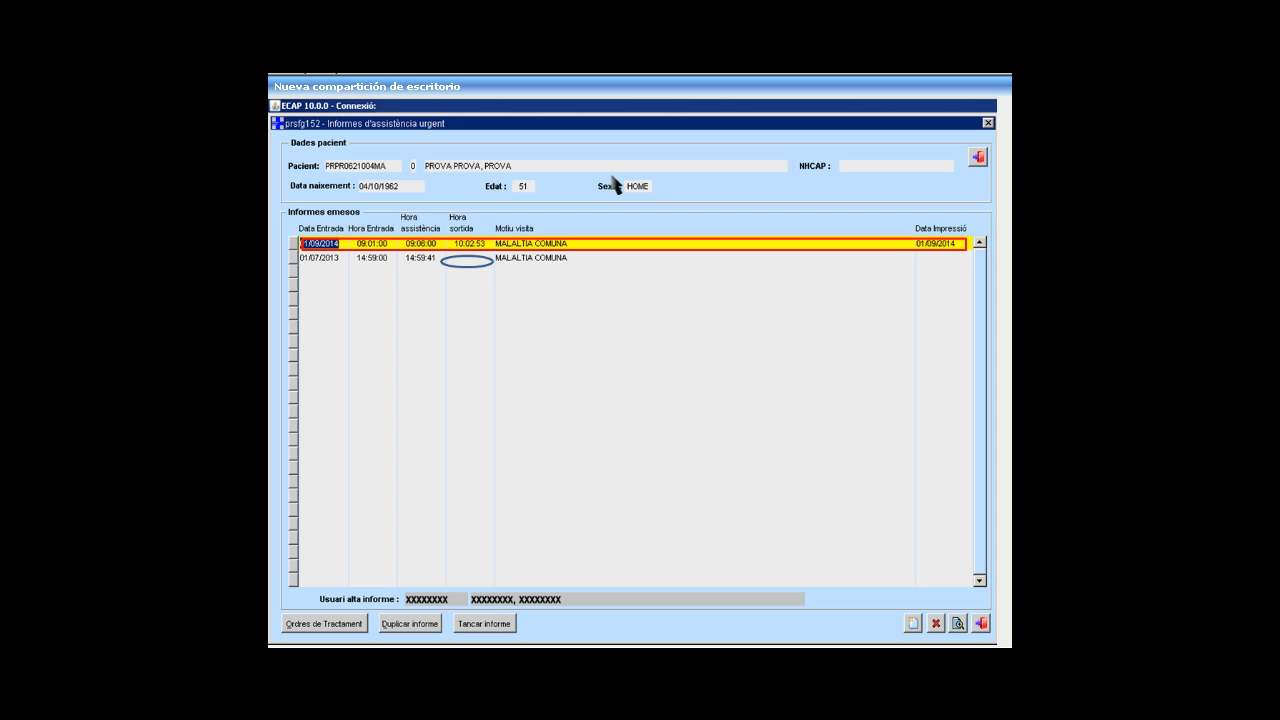 Nueva compartición de escritorio
ECAP 10.0.0 - Connexió:
prsfg152 - Informes d'assistència urgent
Dades pacient
Pacient: PRPR0621004MA 0 PROVA PROVA, PROVA NHCAP :
Data naixement : 04/10/1962 Edat : 51 HOME
Informes emesos
Data Entrada Hora Entrada Hora assistència Hora sortida Motiu visita Data Impressió
1/09/2014 09:01:00 09:06:00 10:02:53 MALALTIA COMUNA 01/09/2014
01/07/2013 14:59:00 14:59:41 MALALTIA COMUNA
Usuari alta informe : XXXXXXXX XXXXXXXX, XXXXXXXX
Ordres de Tractament Duplicar informe Tancar informe